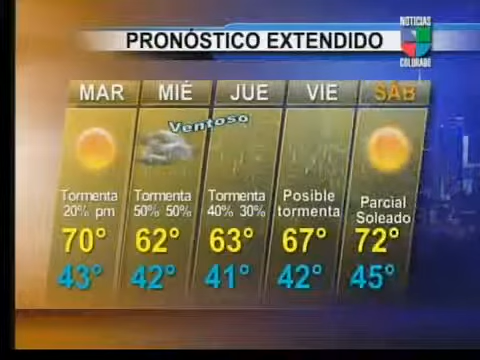 NOTICIAS
PRONÓSTICO EXTENDIDO
COLORADO
MAR MIÉ JUE VIE SÁB
Ventoso
Tormenta Tormenta Tormenta Posible Parcial
20% pm 50% 50% 40% 30% tormenta Soleado
70° 62° 63° 67° 72°
43° 42° 41° 42° 45°